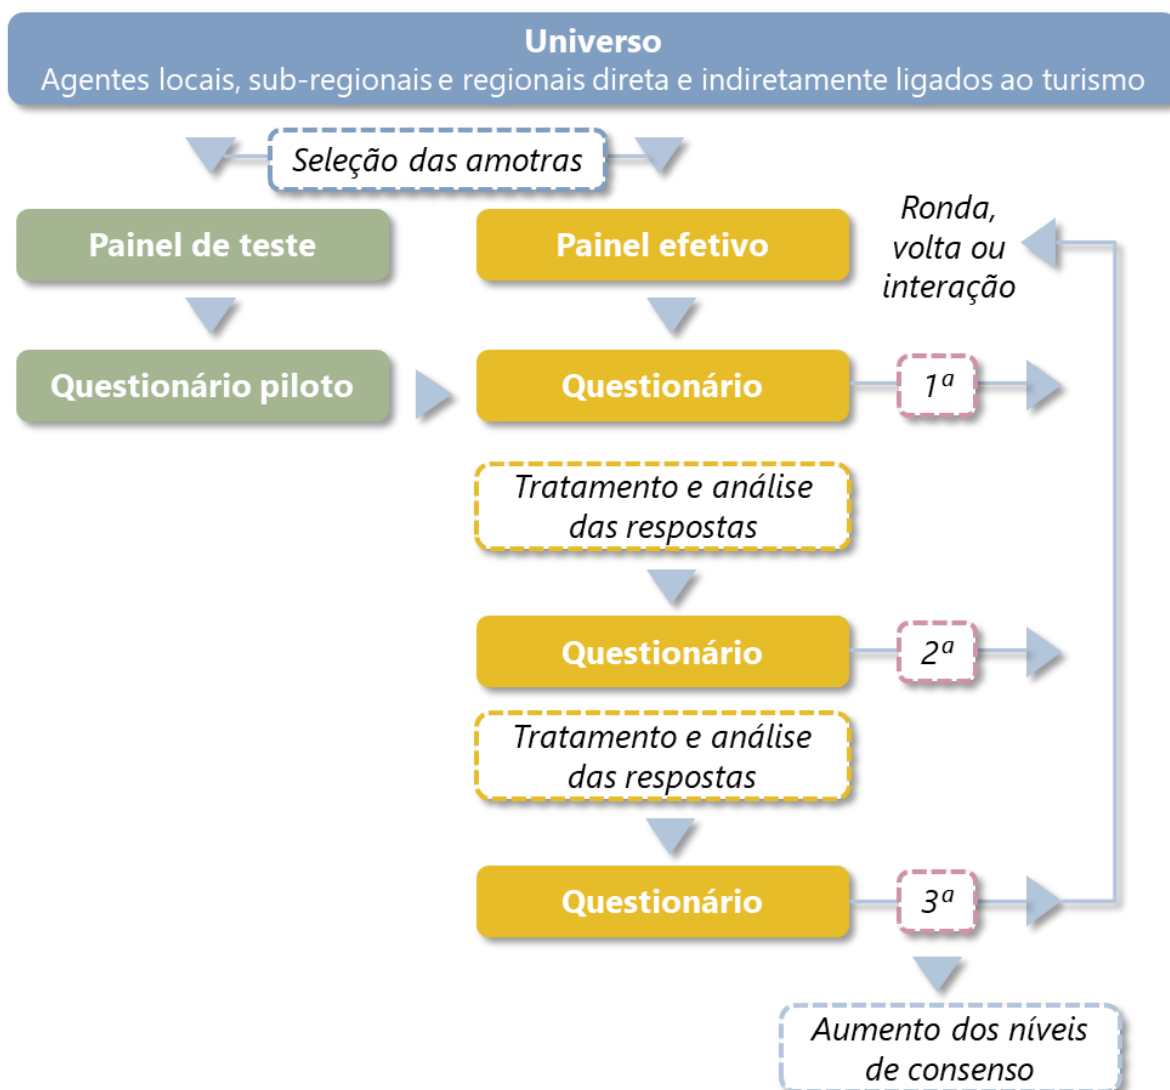 Universo
Agentes locais, sub-regionais e regionais direta e indiretamente ligados ao turismo
Seleção das amotras
Painel de teste
Painel efetivo
Ronda,
volta ou
interação
Questionário piloto
Questionário
1ª
Tratamento e análise
das respostas
Questionário
2ª
Tratamento e análise
das respostas
Questionário
3ª
Aumento dos níveis
de consenso